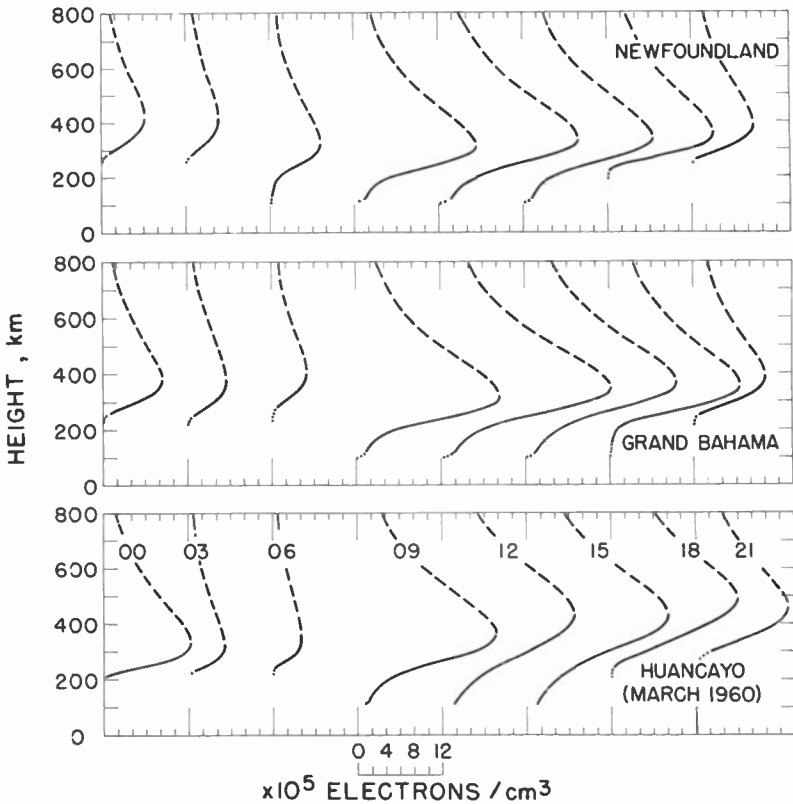 HEIGHT, km
800
600
400
200
0
NEWFOUNDLAND
800
600
400
200
0
GRAND BAHAMA
800
600
400
200
0
00 03 06 09 12 15 18 21
HUANCAYO
(MARCH 1960)
0 4 8 12
x10⁵ ELECTRONS /cm³